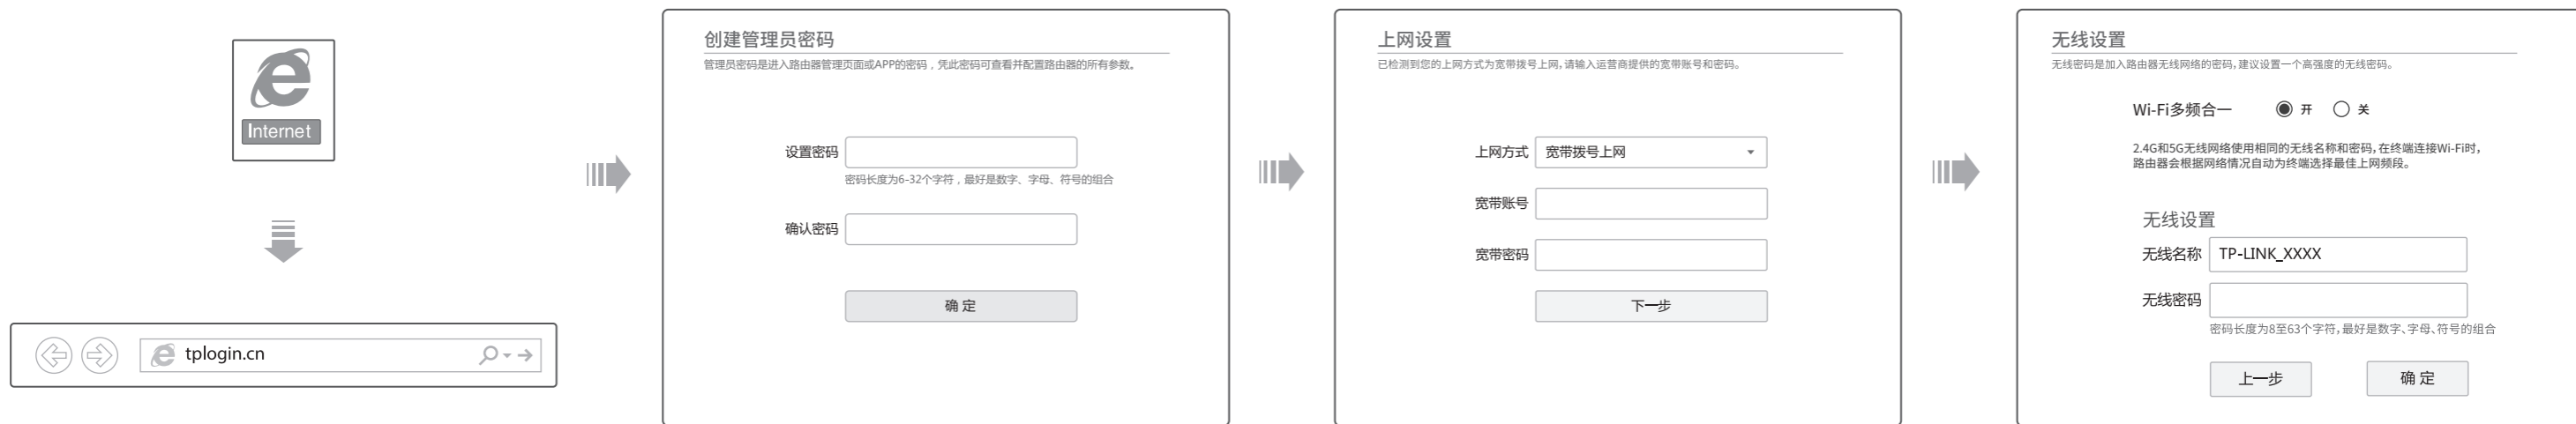 Internet
tplogin.cn
创建管理员密码
管理员密码是进入路由器管理页面或APP的密码，凭此密码可查看并配置路由器的所有参数。
设置密码
密码长度为6-32个字符，最好是数字、字母、符号的组合
确认密码
确 定
上网设置
已检测到您的上网方式为宽带拨号上网，请输入运营商提供的宽带账号和密码。
上网方式 宽带拨号上网
宽带账号
宽带密码
下一步
无线设置
无线密码是加入路由器无线网络的密码，建议设置一个高强度的无线密码。
Wi-Fi多频合一 开 关
2.4G和5G无线网络使用相同的无线名称和密码，在终端连接Wi-Fi时，
路由器会根据网络情况自动为终端选择最佳上网频段。
无线设置
无线名称 TP-LINK_XXXX
无线密码
密码长度为8至63个字符，最好是数字、字母、符号的组合
上一步 确 定